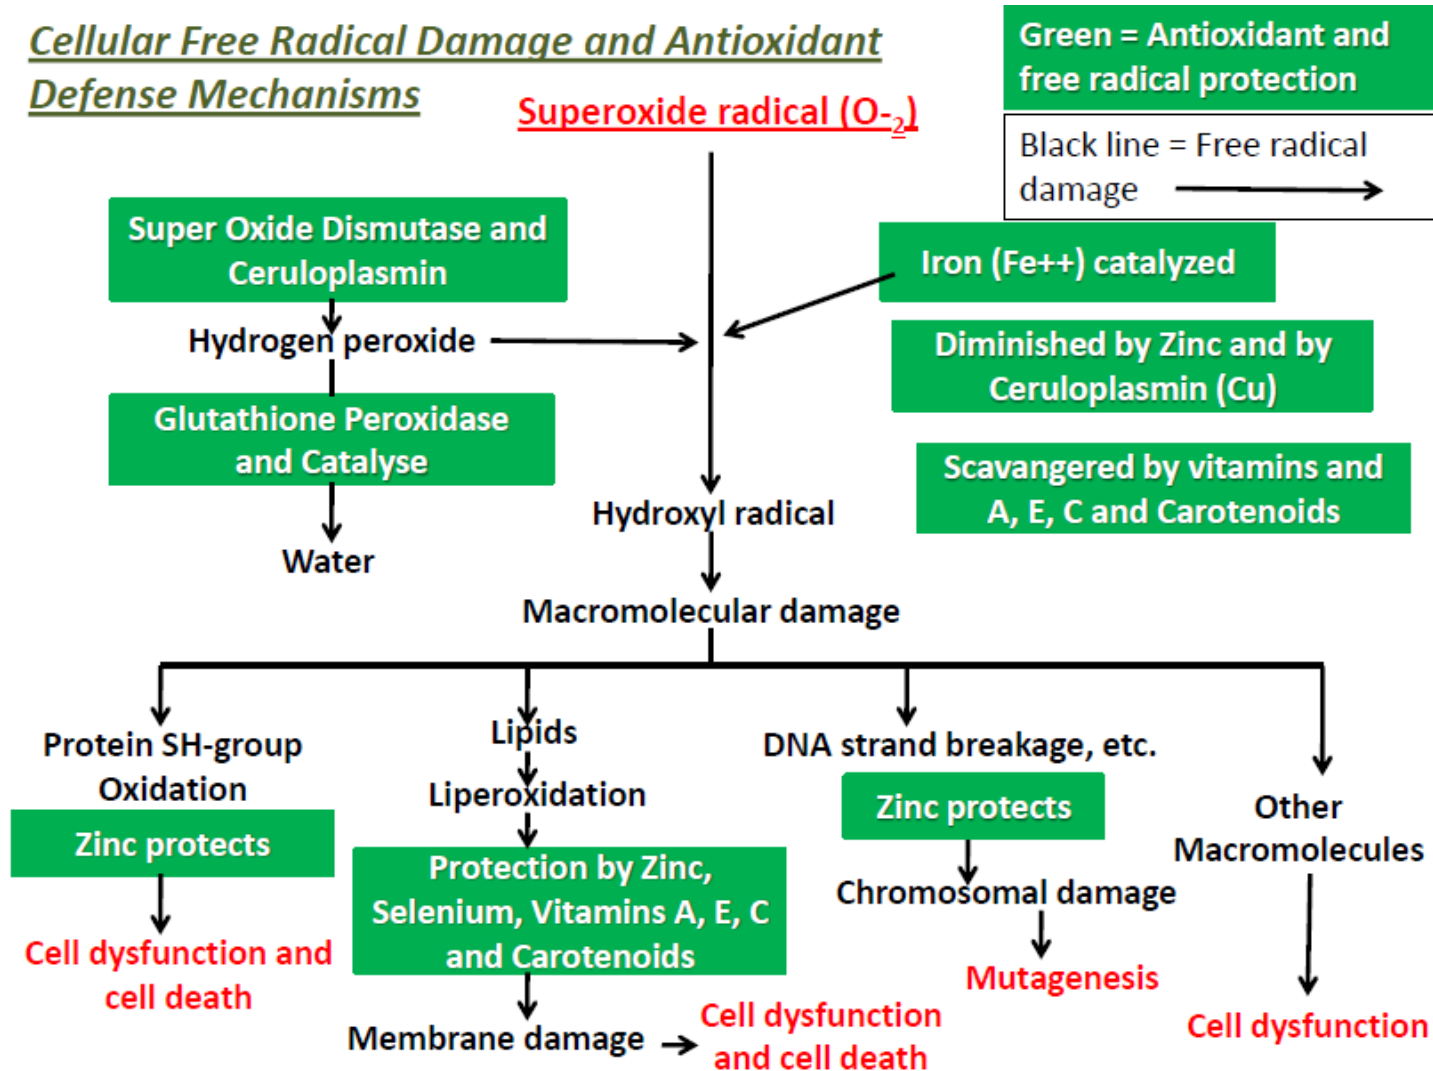 Cellular Free Radical Damage and Antioxidant
Defense Mechanisms
Superoxide radical (O-₂)
Green = Antioxidant and
free radical protection
Black line = Free radical
damage
Super Oxide Dismutase and
Ceruloplasmin
Iron (Fe++) catalyzed
Hydrogen peroxide
Diminished by Zinc and by
Ceruloplasmin (Cu)
Glutathione Peroxidase
and Catalyse
Scavangered by vitamins and
A, E, C and Carotenoids
Hydroxyl radical
Water
Macromolecular damage
Protein SH-group
Oxidation
Zinc protects
Cell dysfunction and
cell death
Lipids
Liperoxidation
Protection by Zinc,
Selenium, Vitamins A, E, C
and Carotenoids
Membrane damage
Cell dysfunction
and cell death
DNA strand breakage, etc.
Zinc protects
Chromosomal damage
Mutagenesis
Other
Macromolecules
Cell dysfunction